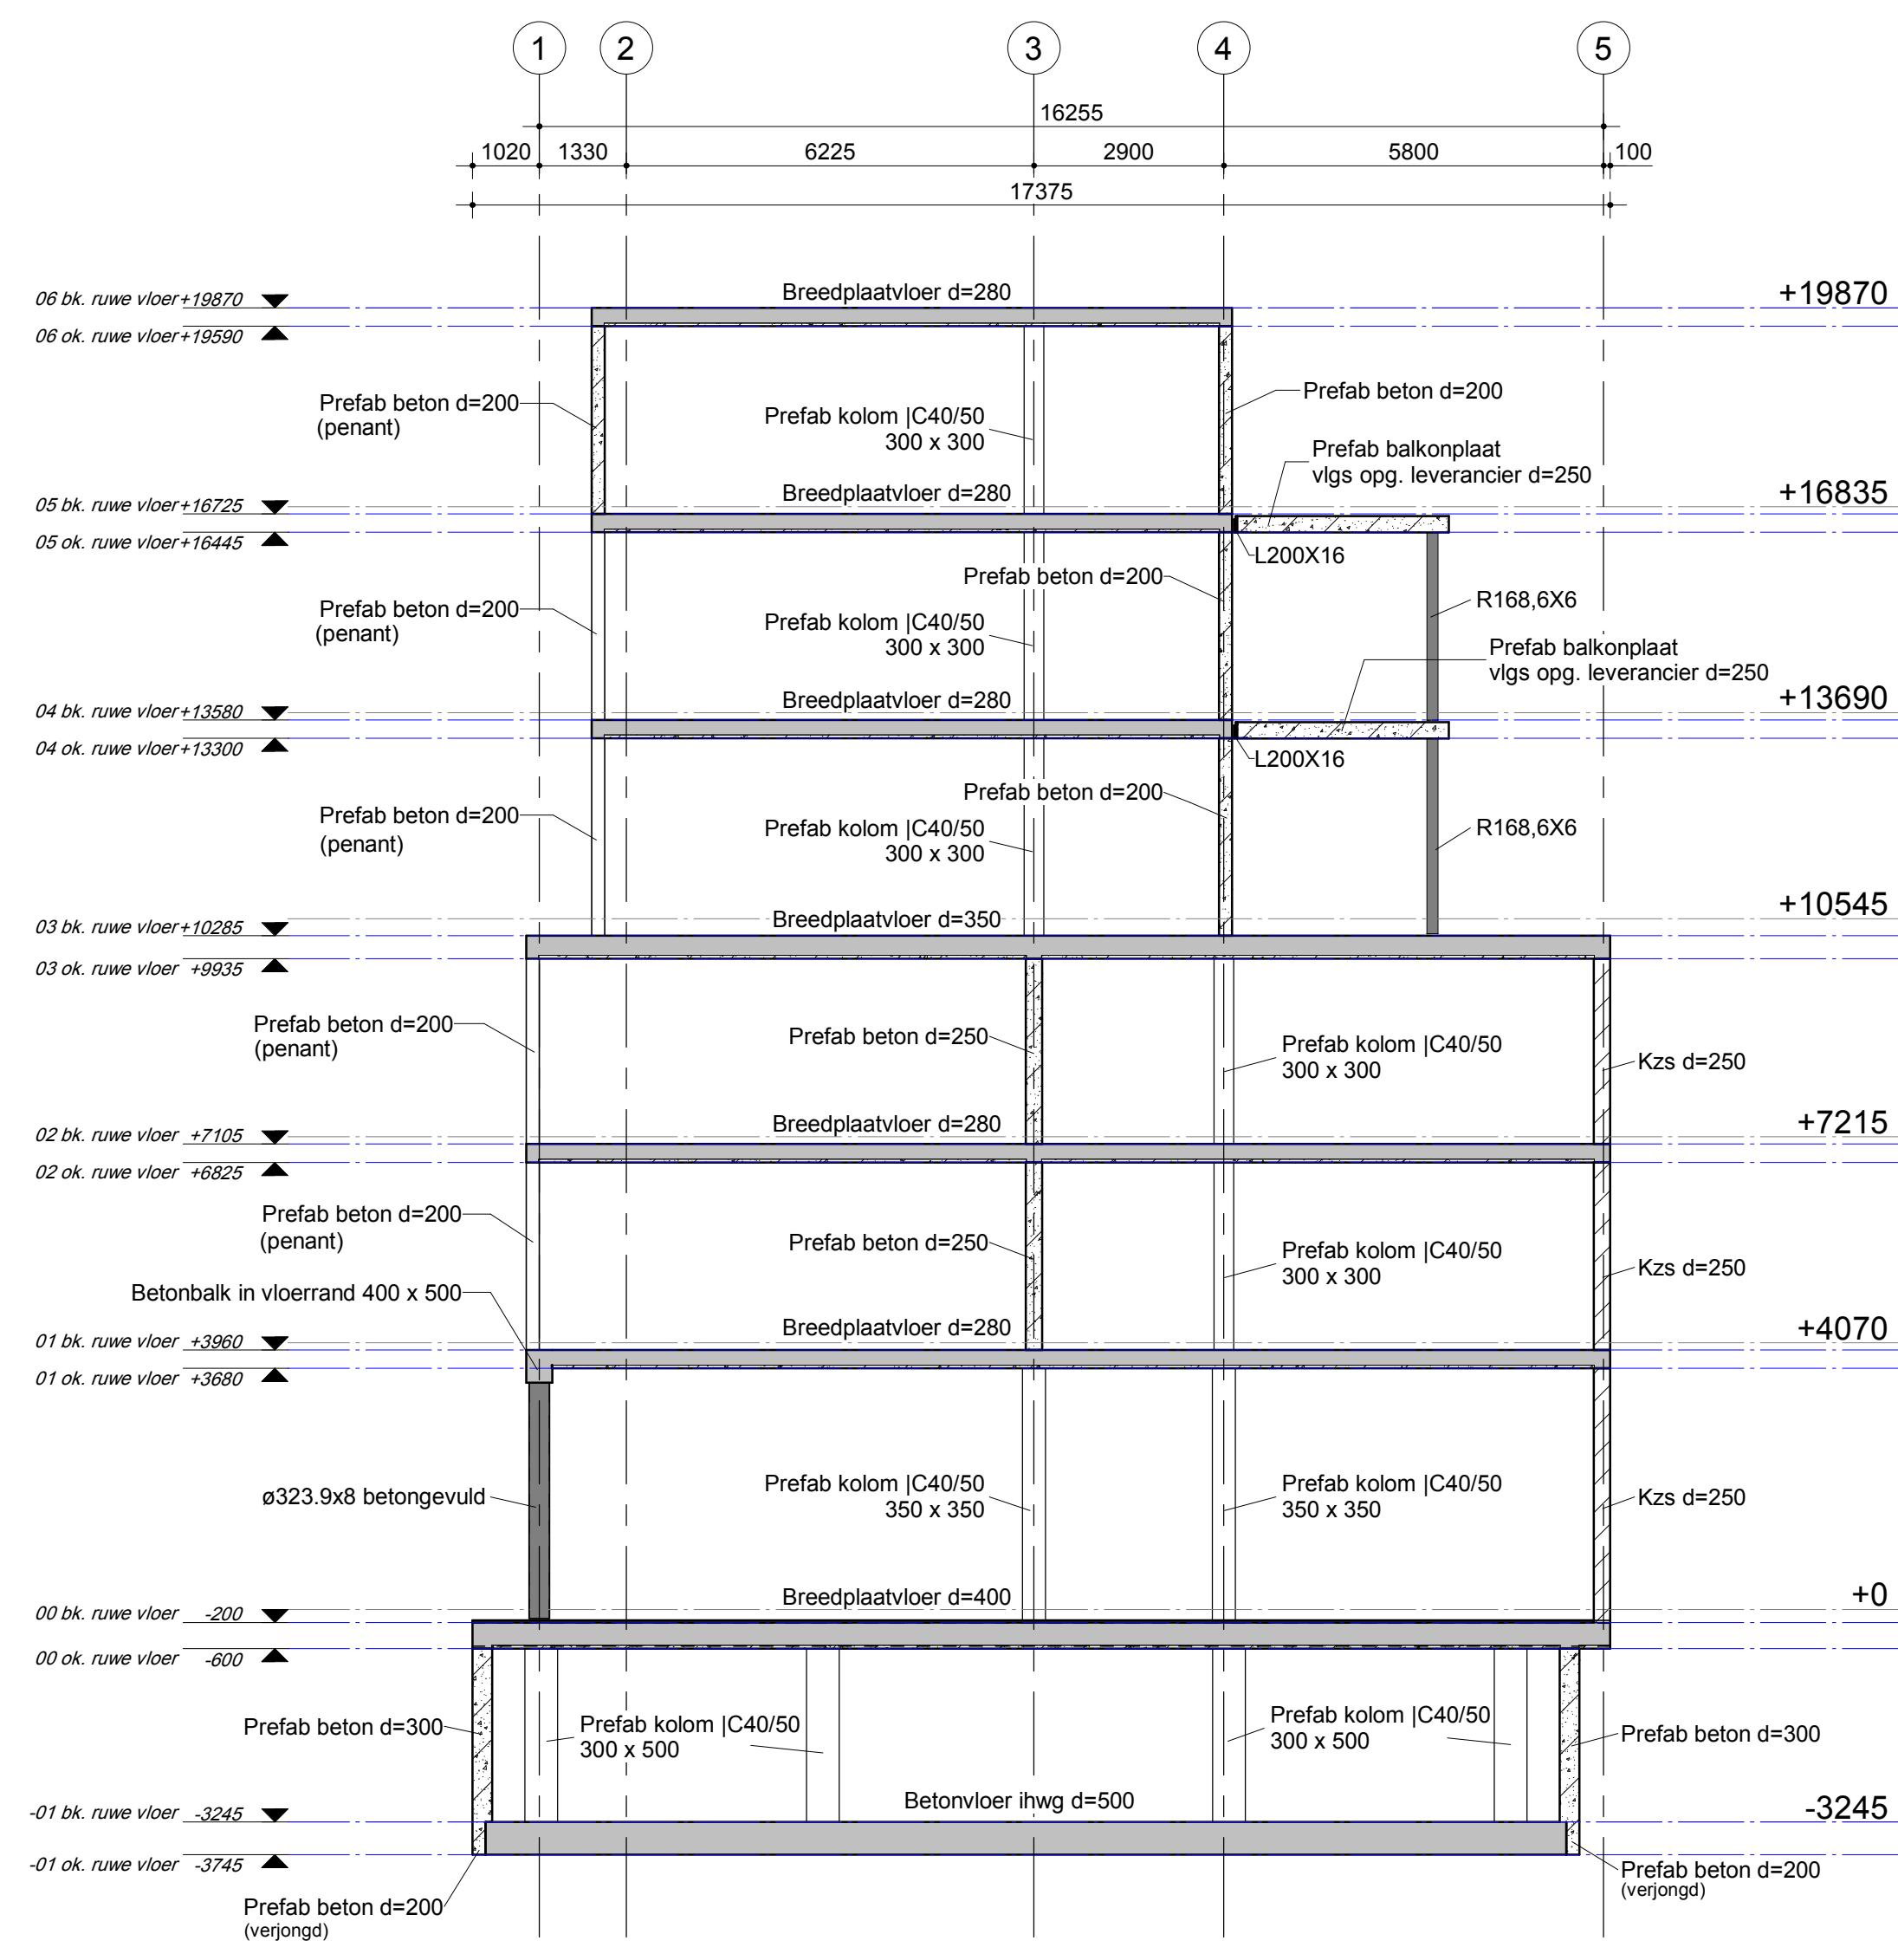 1 2 3 4 5
16255
1020 1330 6225 2900 5800 100
17375
06 bk. ruwe vloer +19870
Breedplaatvloer d=280
+19870
06 ok. ruwe vloer +19590
Prefab beton d=200
(penant)
Prefab kolom |C40/50
300 x 300
Prefab beton d=200
Prefab balkonplaat
vlgs opg. leverancier d=250
05 bk. ruwe vloer +16725
Breedplaatvloer d=280
+16835
05 ok. ruwe vloer +16445
L200X16
Prefab beton d=200
Prefab beton d=200
(penant)
Prefab kolom |C40/50
300 x 300
R168,6X6
Prefab balkonplaat
vlgs opg. leverancier d=250
04 bk. ruwe vloer +13580
Breedplaatvloer d=280
+13690
04 ok. ruwe vloer +13300
L200X16
Prefab beton d=200
Prefab beton d=200
(penant)
Prefab kolom |C40/50
300 x 300
R168,6X6
03 bk. ruwe vloer +10285
Breedplaatvloer d=350
+10545
03 ok. ruwe vloer +9935
Prefab beton d=200
(penant)
Prefab beton d=250
Prefab kolom |C40/50
300 x 300
Kzs d=250
02 bk. ruwe vloer +7105
Breedplaatvloer d=280
+7215
02 ok. ruwe vloer +6825
Prefab beton d=200
(penant)
Prefab beton d=250
Prefab kolom |C40/50
300 x 300
Kzs d=250
Betonbalk in vloerrand 400 x 500
01 bk. ruwe vloer +3960
Breedplaatvloer d=280
+4070
01 ok. ruwe vloer +3680
ø323.9x8 betongevuld
Prefab kolom |C40/50
350 x 350
Prefab kolom |C40/50
350 x 350
Kzs d=250
00 bk. ruwe vloer -200
Breedplaatvloer d=400
+0
00 ok. ruwe vloer -600
Prefab beton d=300
Prefab kolom |C40/50
300 x 500
Prefab kolom |C40/50
300 x 500
Prefab beton d=300
-01 bk. ruwe vloer -3245
Betonvloer ihwg d=500
-3245
-01 ok. ruwe vloer -3745
Prefab beton d=200
(verjongd)
Prefab beton d=200
(verjongd)